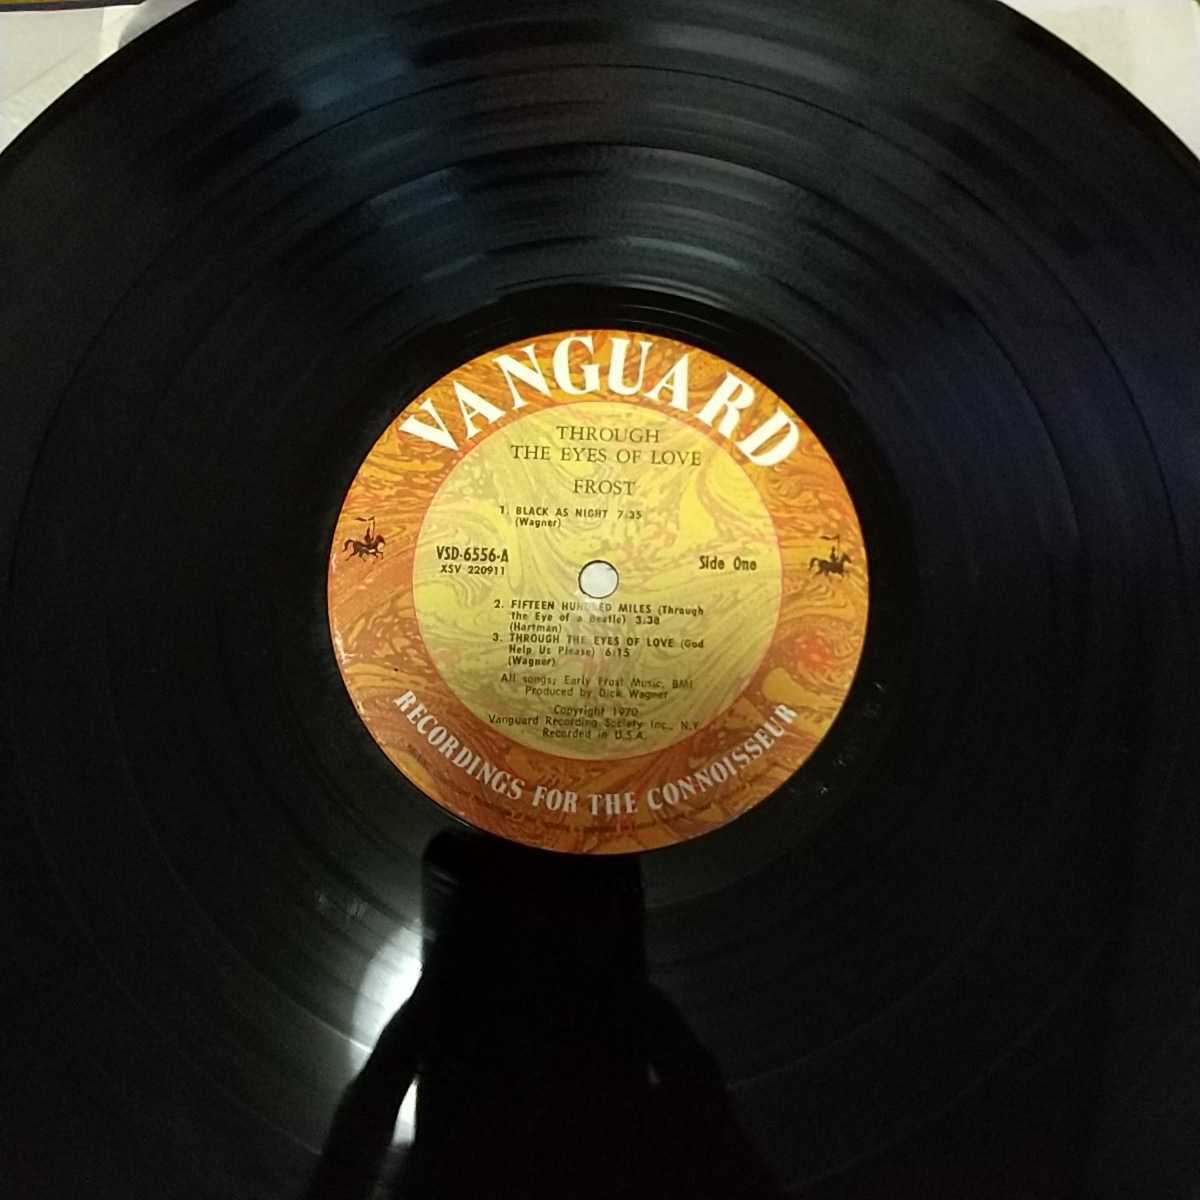 VANGUARD
THROUGH
THE EYES OF LOVE
FROST
1. BLACK AS NIGHT 7:35
(Wagner)
VSD-6556-A
XSV 220911
Side One
2. FIFTEEN HUNDRED MILES (Through
the Eye of a Beatle) 3:38
(Hartman)
3. THROUGH THE EYES OF LOVE (God
Help Us Please) 6:15
(Wagner)
All songs; Early Frost Music, BMI
Produced by Dick Wagner
Copyright 1970
Vanguard Recording Society Inc., N.Y.
Recorded in U.S.A.
RECORDINGS FOR THE CONNOISSEUR